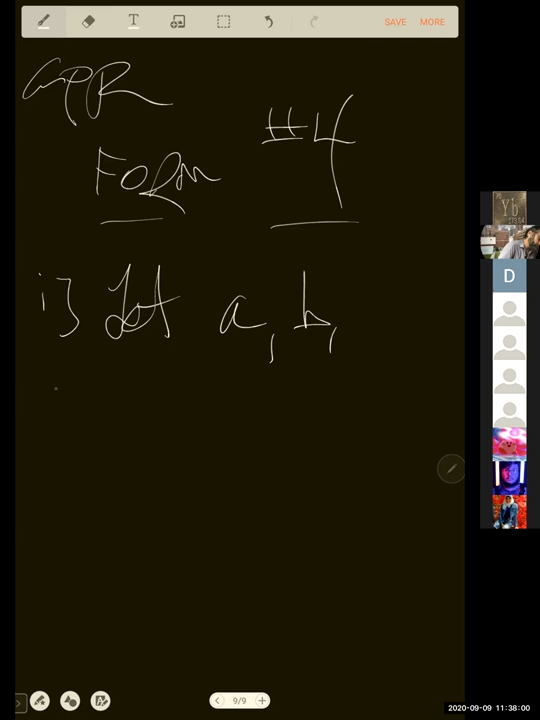 SAVE MORE
GPR
#4
FORM
1) Let a, b,
Yb
D
9/9
2020-09-09 11:38:00